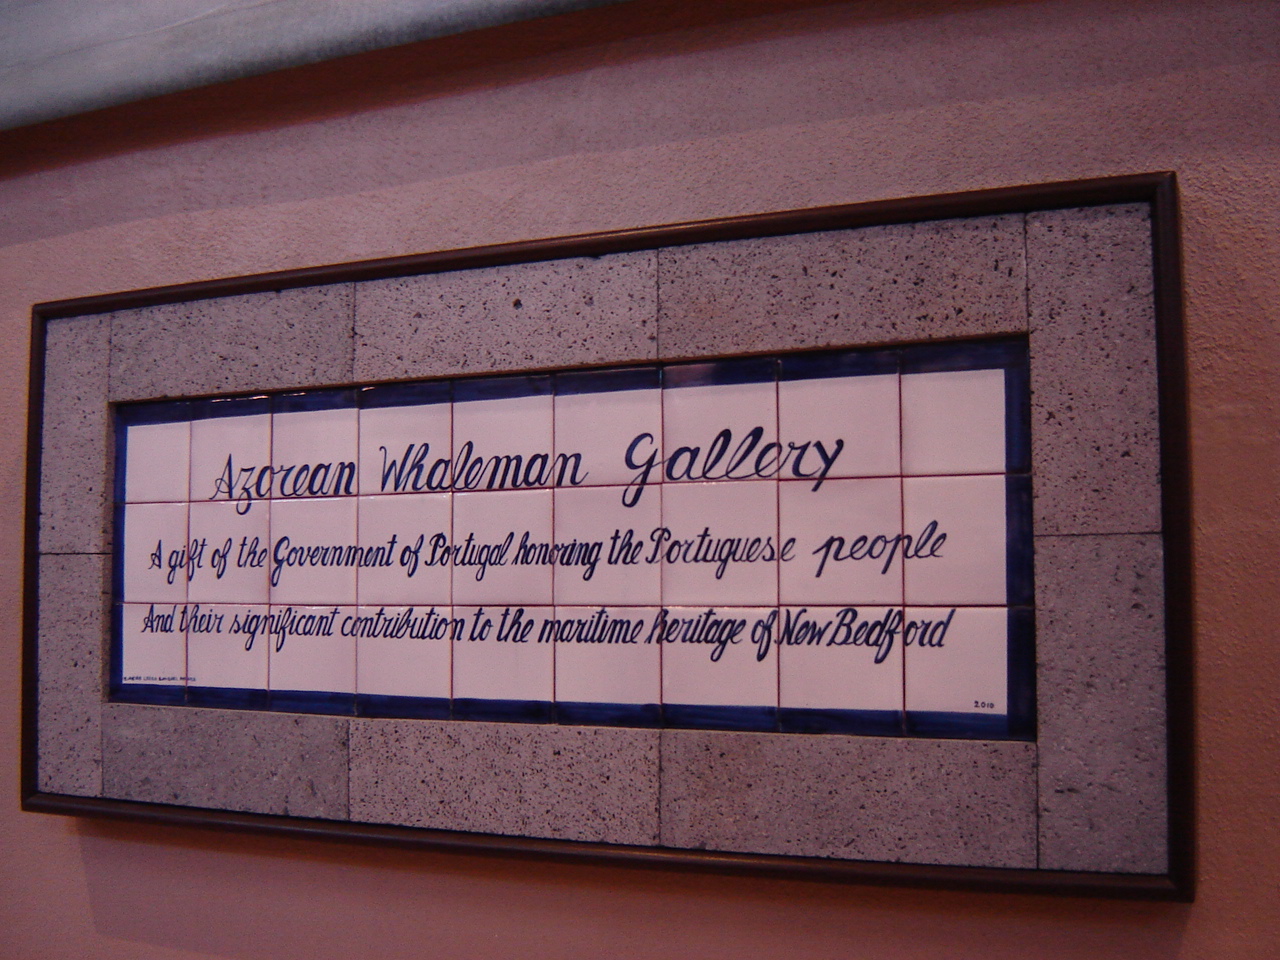 Azorean Whaleman Gallery
A gift of the Government of Portugal honoring the Portuguese people
And their significant contribution to the maritime heritage of New Bedford
2010